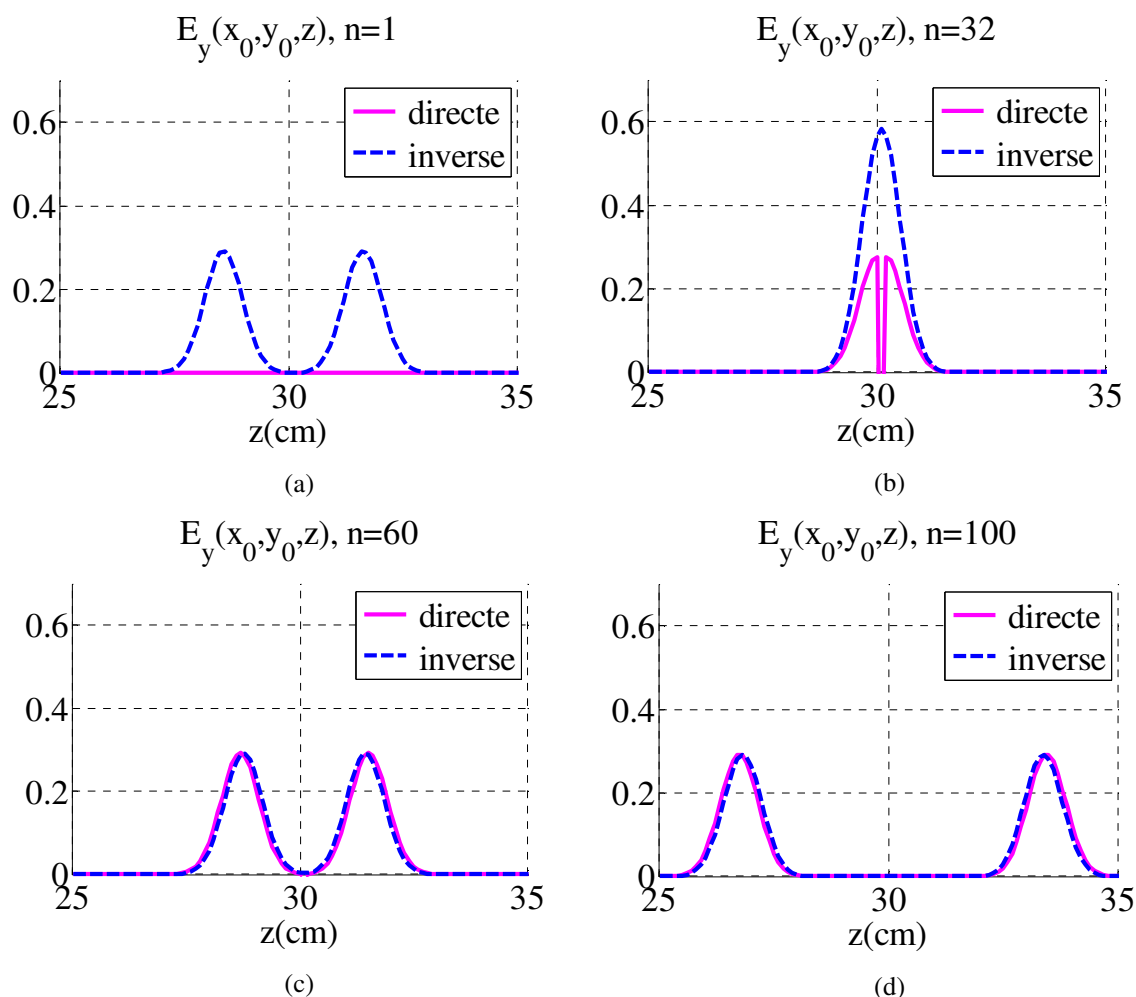 E_y(x_0,y_0,z), n=1
0.6
0.4
0.2
0
directe
inverse
25 30 35
z(cm)
(a)
E_y(x_0,y_0,z), n=32
0.6
0.4
0.2
0
directe
inverse
25 30 35
z(cm)
(b)
E_y(x_0,y_0,z), n=60
0.6
0.4
0.2
0
directe
inverse
25 30 35
z(cm)
(c)
E_y(x_0,y_0,z), n=100
0.6
0.4
0.2
0
directe
inverse
25 30 35
z(cm)
(d)